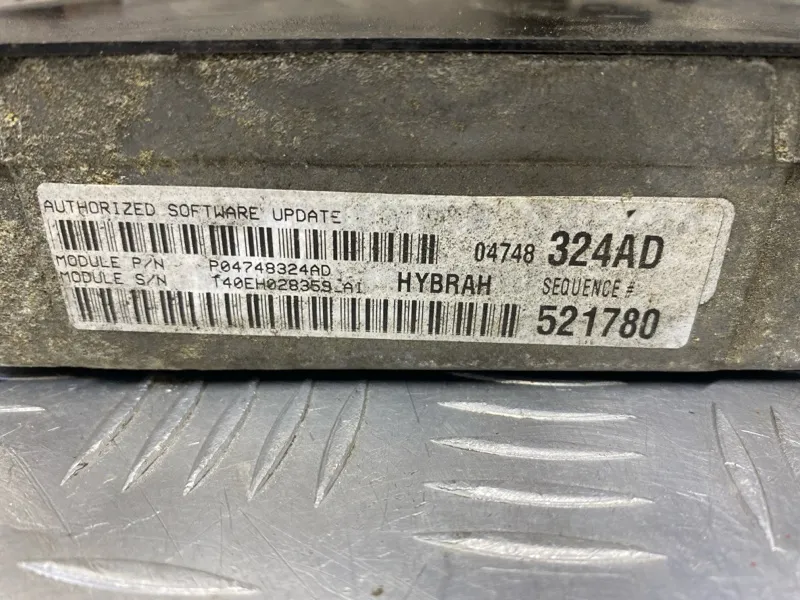 AUTHORIZED SOFTWARE UPDATE
04748 324AD
MODULE P/N P04748324AD
MODULE S/N T40EH028359_AI HYBRAH SEQUENCE #
521780